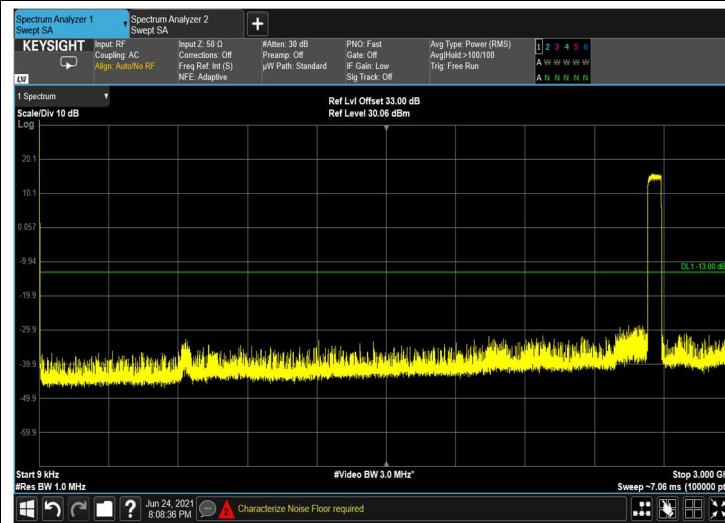 Spectrum Analyzer 1
Swept SA
Spectrum Analyzer 2
Swept SA
+
KEYSIGHT
LXI
Input: RF
Coupling: AC
Align: Auto/No RF
Input Z: 50 Ω
Corrections: Off
Freq Ref: Int (S)
NFE: Adaptive
#Atten: 30 dB
Preamp: Off
µW Path: Standard
PNO: Fast
Gate: Off
IF Gain: Low
Sig Track: Off
Avg Type: Power (RMS)
Avg|Hold:>100/100
Trig: Free Run
1 2 3 4 5 6
A W W W W W
A N N N N N
1 Spectrum
Scale/Div 10 dB
Log
Ref Lvl Offset 33.00 dB
Ref Level 30.06 dBm
20.1
10.1
0.057
-9.94
DL1 -13.00 dB
-19.9
-29.9
-39.9
-49.9
-59.9
Start 9 kHz
#Res BW 1.0 MHz
#Video BW 3.0 MHz*
Stop 3.000 G
Sweep ~7.06 ms (100000 pt
?
Jun 24, 2021
8:08:36 PM
Characterize Noise Floor required